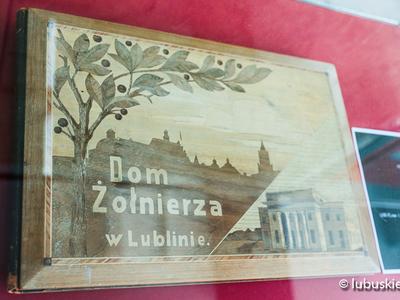 Dom
Żołnierza
w Lublinie.
© lubuskie